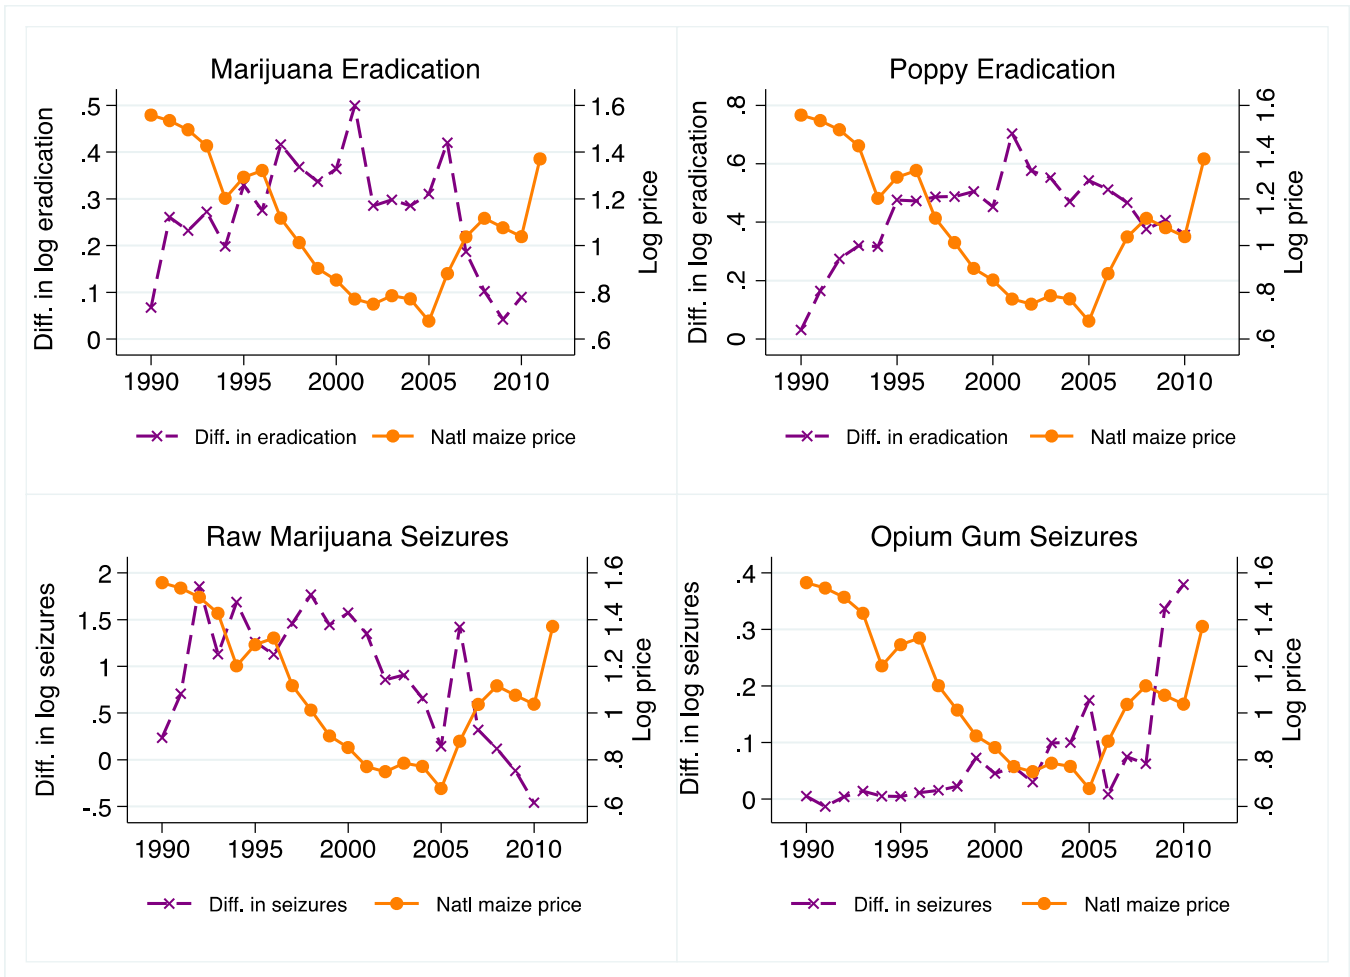 Marijuana Eradication
Diff. in log eradication
.5
.4
.3
.2
.1
0
1.6
1.4
1.2
1
.8
.6
Log price
1990 1995 2000 2005 2010
Diff. in eradication Natl maize price
Poppy Eradication
Diff. in log eradication
.8
.6
.4
.2
0
1.6
1.4
1.2
1
.8
.6
Log price
1990 1995 2000 2005 2010
Diff. in eradication Natl maize price
Raw Marijuana Seizures
Diff. in log seizures
2
1.5
1
.5
0
-.5
1.6
1.4
1.2
1
.8
.6
Log price
1990 1995 2000 2005 2010
Diff. in seizures Natl maize price
Opium Gum Seizures
Diff. in log seizures
.4
.3
.2
.1
0
1.6
1.4
1.2
1
.8
.6
Log price
1990 1995 2000 2005 2010
Diff. in seizures Natl maize price